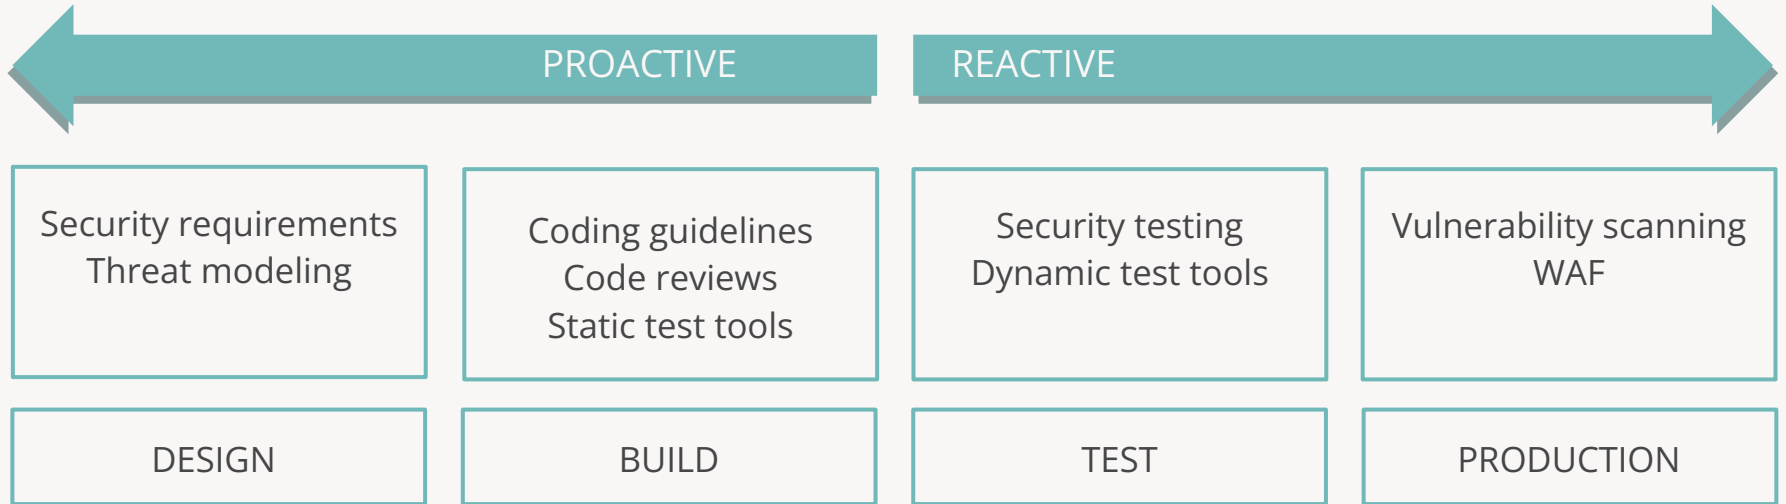 PROACTIVE
REACTIVE
Security requirements
Threat modeling
Coding guidelines
Code reviews
Static test tools
Security testing
Dynamic test tools
Vulnerability scanning
WAF
DESIGN
BUILD
TEST
PRODUCTION